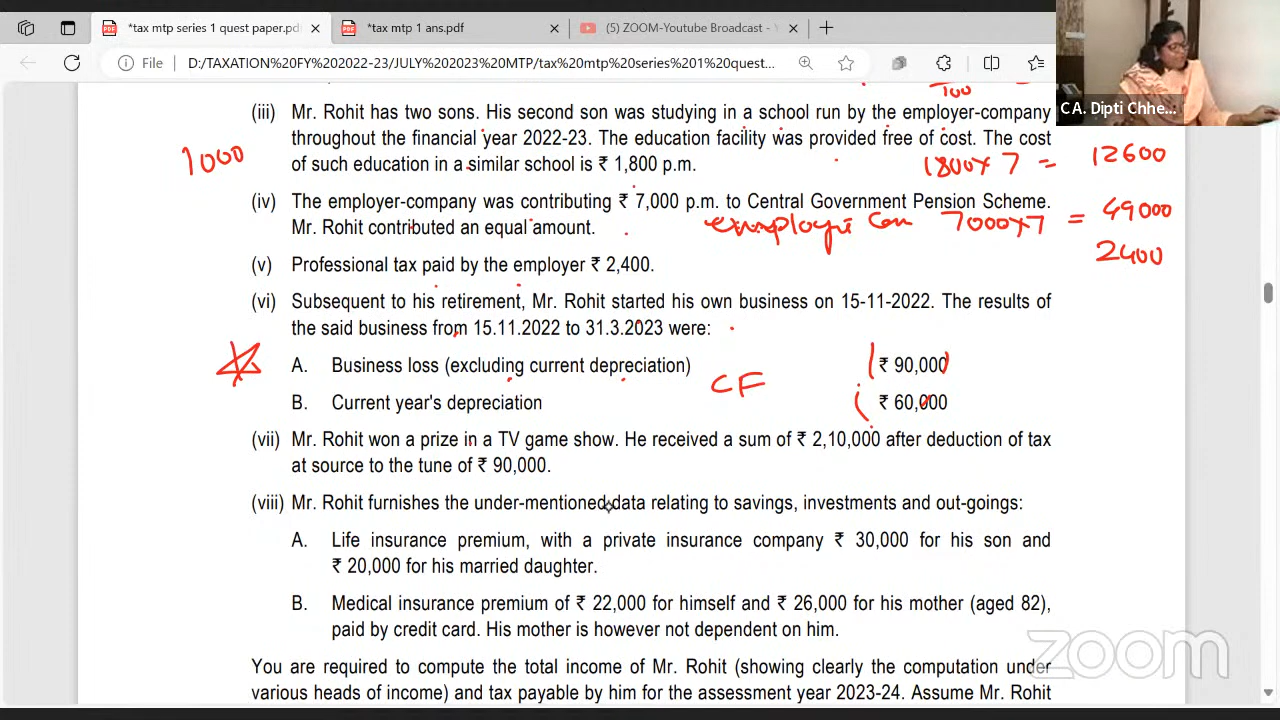 *tax mtp series 1 quest paper.pdf
*tax mtp 1 ans.pdf
(5) ZOOM-Youtube Broadcast -
File D:/TAXATION%20FY%202022-23/JULY%202023%20MTP/tax%20mtp%20series%201%20quest...
C A. Dipti Chhe...
100
(iii) Mr. Rohit has two sons. His second son was studying in a school run by the employer-company
throughout the financial year 2022-23. The education facility was provided free of cost. The cost
of such education in a similar school is ₹ 1,800 p.m.
1000
1800x 7 = 12600
(iv) The employer-company was contributing ₹ 7,000 p.m. to Central Government Pension Scheme.
Mr. Rohit contributed an equal amount.
7000x7 = 49000
(v) Professional tax paid by the employer ₹ 2,400.
2400
(vi) Subsequent to his retirement, Mr. Rohit started his own business on 15-11-2022. The results of
the said business from 15.11.2022 to 31.3.2023 were:
A. Business loss (excluding current depreciation) ₹ 90,000
CF
B. Current year's depreciation ₹ 60,000
(vii) Mr. Rohit won a prize in a TV game show. He received a sum of ₹ 2,10,000 after deduction of tax
at source to the tune of ₹ 90,000.
(viii) Mr. Rohit furnishes the under-mentioned data relating to savings, investments and out-goings:
A. Life insurance premium, with a private insurance company ₹ 30,000 for his son and
₹ 20,000 for his married daughter.
B. Medical insurance premium of ₹ 22,000 for himself and ₹ 26,000 for his mother (aged 82),
paid by credit card. His mother is however not dependent on him.
You are required to compute the total income of Mr. Rohit (showing clearly the computation under
various heads of income) and tax payable by him for the assessment year 2023-24. Assume Mr. Rohit
zoom